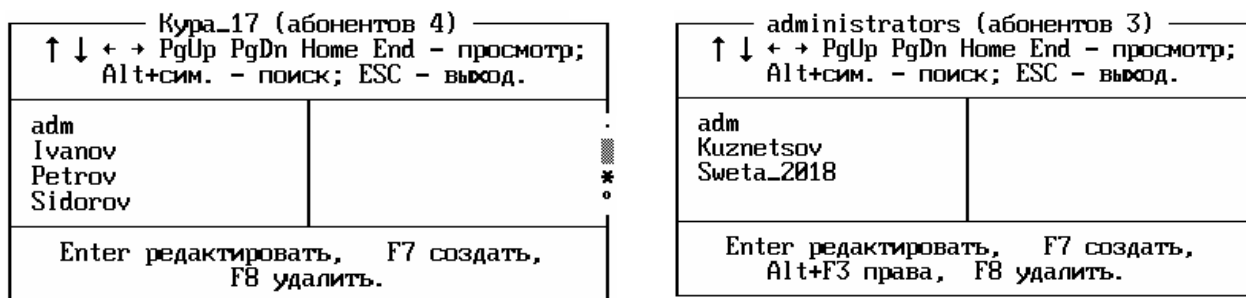 Кура_17 (абонентов 4)
↑ ↓ ← → PgUp PgDn Home End – просмотр;
Alt+сим. – поиск; ESC – выход.
adm
Ivanov
Petrov
Sidorov
Enter редактировать, F7 создать,
F8 удалить.
administrators (абонентов 3)
↑ ↓ ← → PgUp PgDn Home End – просмотр;
Alt+сим. – поиск; ESC – выход.
adm
Kuznetsov
Sweta_2018
Enter редактировать, F7 создать,
Alt+F3 права, F8 удалить.